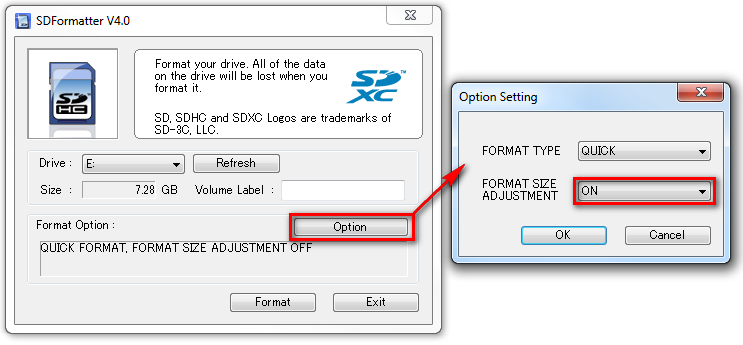 SDFormatter V4.0
SD
HC
Format your drive. All of the data
on the drive will be lost when you
format it.
SD, SDHC and SDXC Logos are trademarks of
SD-3C, LLC.
SD
XC™
Drive : E: Refresh
Size : 7.28 GB Volume Label :
Format Option : Option
QUICK FORMAT, FORMAT SIZE ADJUSTMENT OFF
Format Exit
Option Setting
FORMAT TYPE QUICK
FORMAT SIZE
ADJUSTMENT ON
OK Cancel